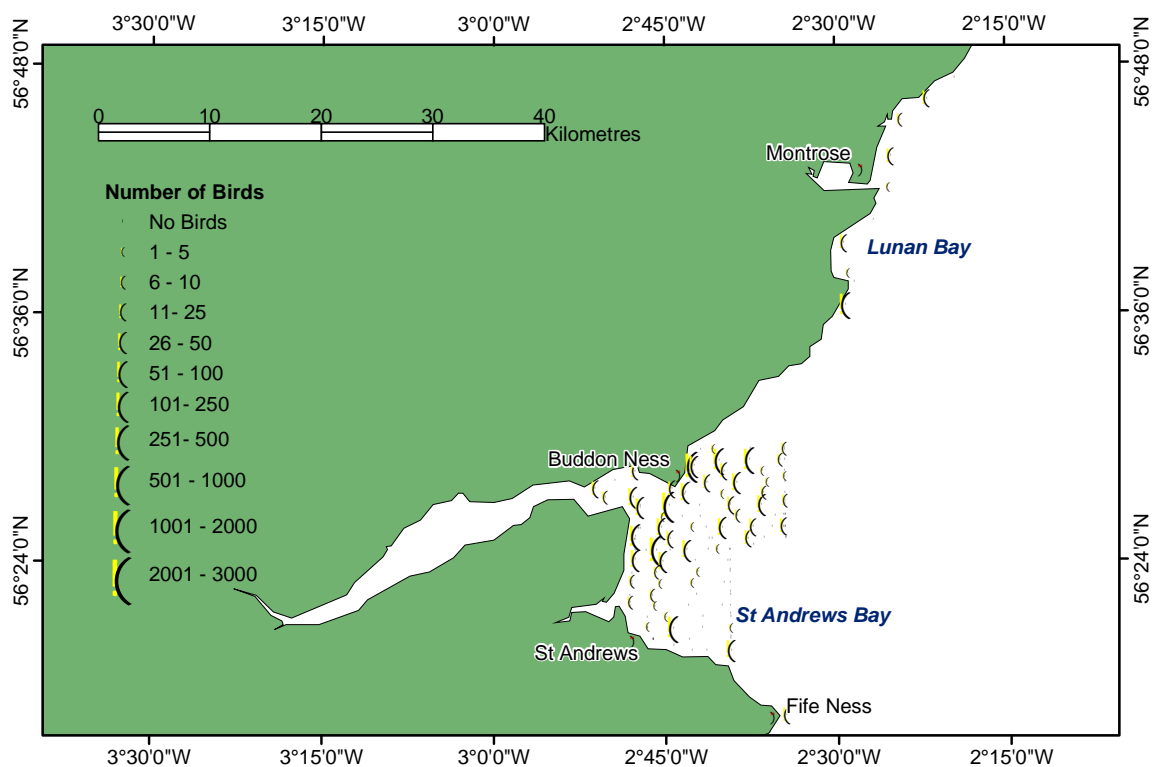 3°30'0"W 3°15'0"W 3°0'0"W 2°45'0"W 2°30'0"W 2°15'0"W
56°48'0"N 56°48'0"N
0 10 20 30 40
Kilometres
Montrose
Number of Birds
No Birds
1 - 5
Lunan Bay
6 - 10
11- 25
56°36'0"N 56°36'0"N
26 - 50
51 - 100
101- 250
251- 500
Buddon Ness
501 - 1000
1001 - 2000
56°24'0"N 56°24'0"N
2001 - 3000
St Andrews Bay
St Andrews
Fife Ness
3°30'0"W 3°15'0"W 3°0'0"W 2°45'0"W 2°30'0"W 2°15'0"W